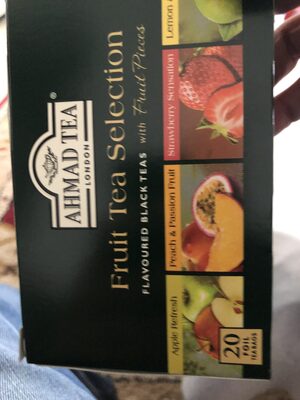 AHMAD TEA®
LONDON
Fruit Tea Selection
FLAVOURED BLACK TEAS with Fruit Pieces
Apple Refresh
Peach & Passion Fruit
Strawberry Sensation
Lemon
20
FOIL
TEABAGS